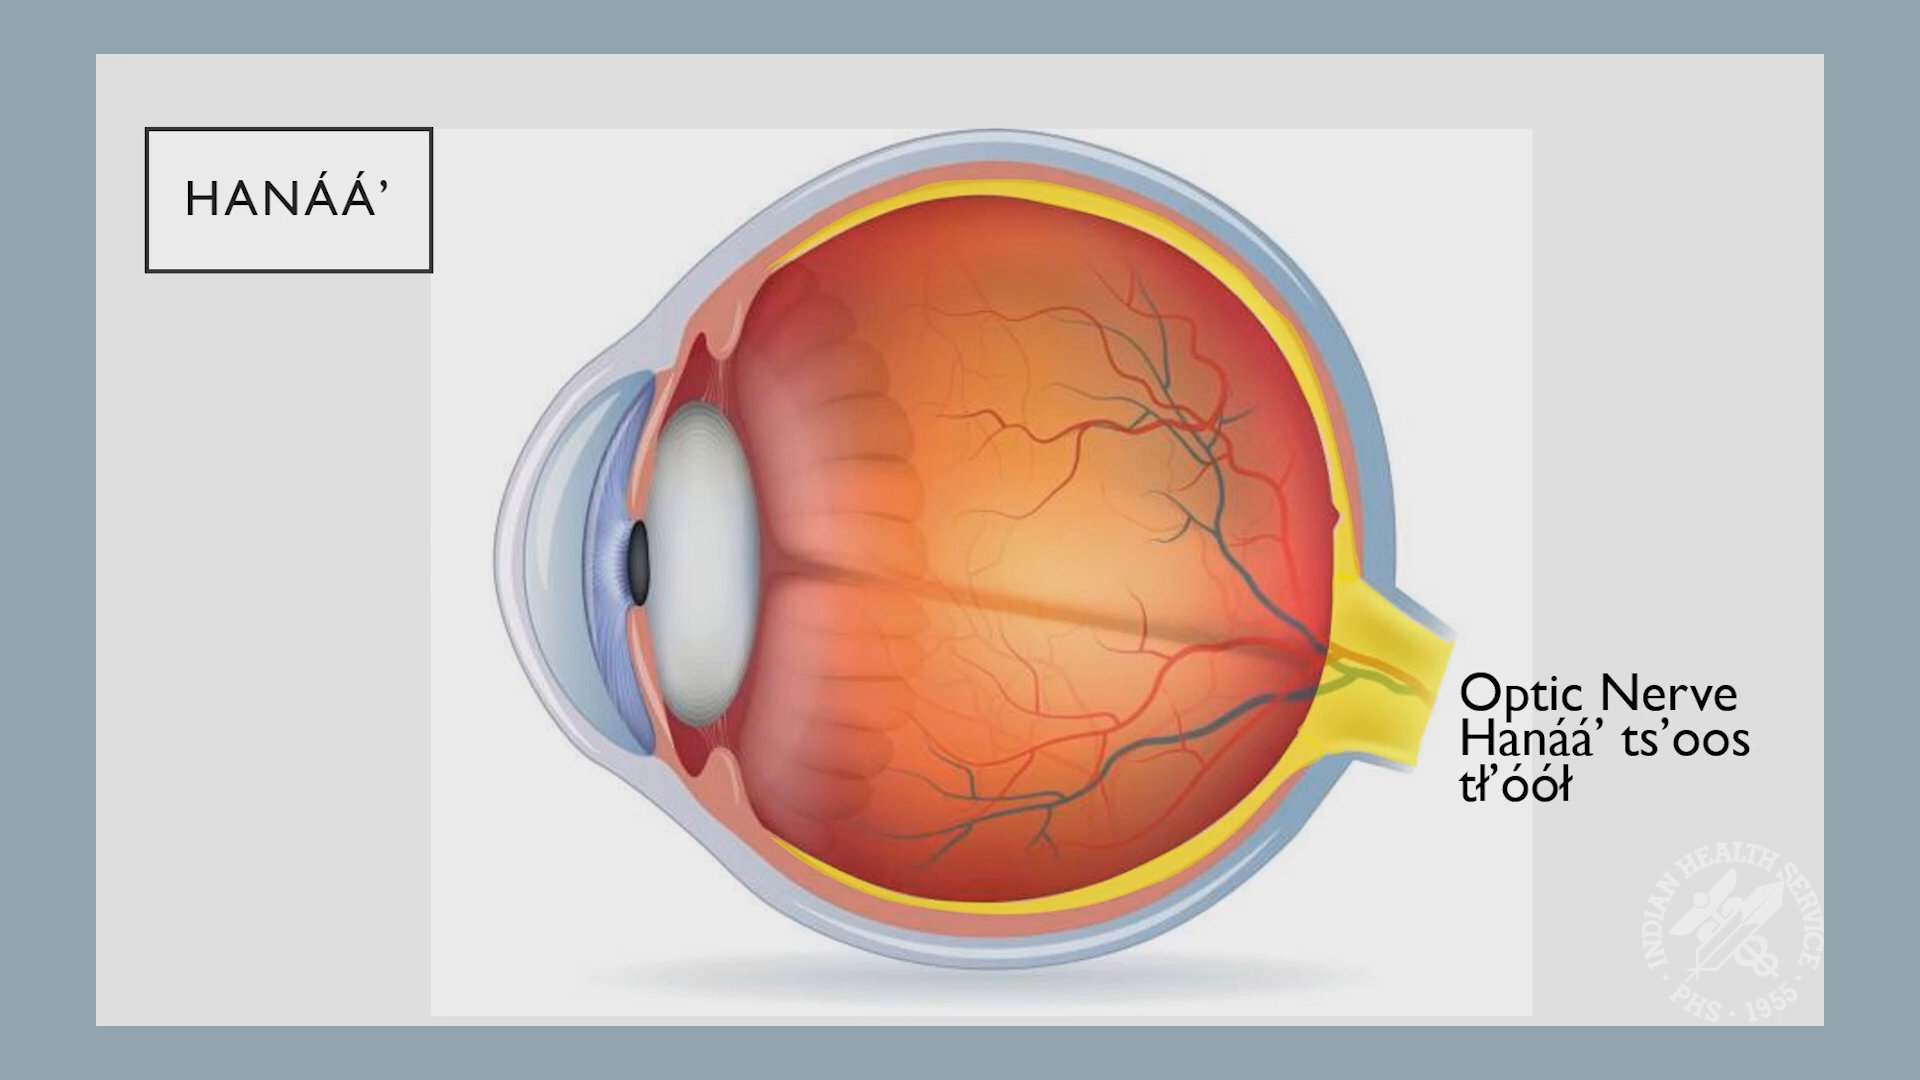 HANÁÁ’
Optic Nerve
Hanáá’ ts’oos
tł’óół
INDIAN HEALTH SERVICE
PHS · 1955